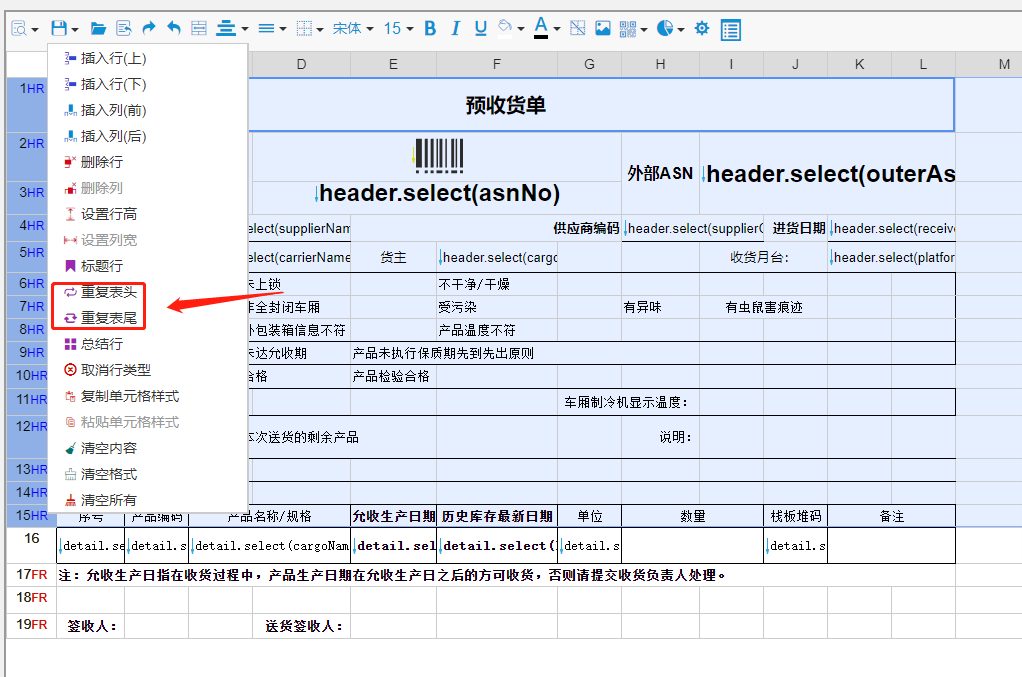 宋体 15 B I U A
D E F G H I J K L M
插入行(上)
插入行(下)
插入列(前)
插入列(后)
删除行
删除列
设置行高
设置列宽
标题行
重复表头
重复表尾
总结行
取消行类型
复制单元格样式
粘贴单元格样式
清空内容
清空格式
清空所有
1HR 预收货单
2HR 外部ASN header.select(outerAs
3HR header.select(asnNo)
4HR elect(supplierNam 供应商编码 header.select(supplierC 进货日期 header.select(receive
5HR elect(carrierName 货主 header.select(cargo 收货月台: header.select(platfor
6HR 未上锁 不干净/干燥
7HR 非全封闭车厢 受污染 有异味 有虫鼠害痕迹
8HR 外包装箱信息不符 产品温度不符
9HR 未达允收期 产品未执行保质期先到先出原则
10HR 合格 产品检验合格
11HR 车厢制冷机显示温度:
12HR 本次送货的剩余产品 说明:
13HR
14HR
15HR 序号 产品编码 产品名称/规格 允收生产日期 历史库存最新日期 单位 数量 栈板堆码 备注
16 detail.se detail.s detail.select(cargoNam detail.sel detail.select( detail.s detail.s
17FR 注: 允收生产日指在收货过程中，产品生产日期在允收生产日之后的方可收货，否则请提交收货负责人处理。
18FR
19FR 签收人: 送货签收人: